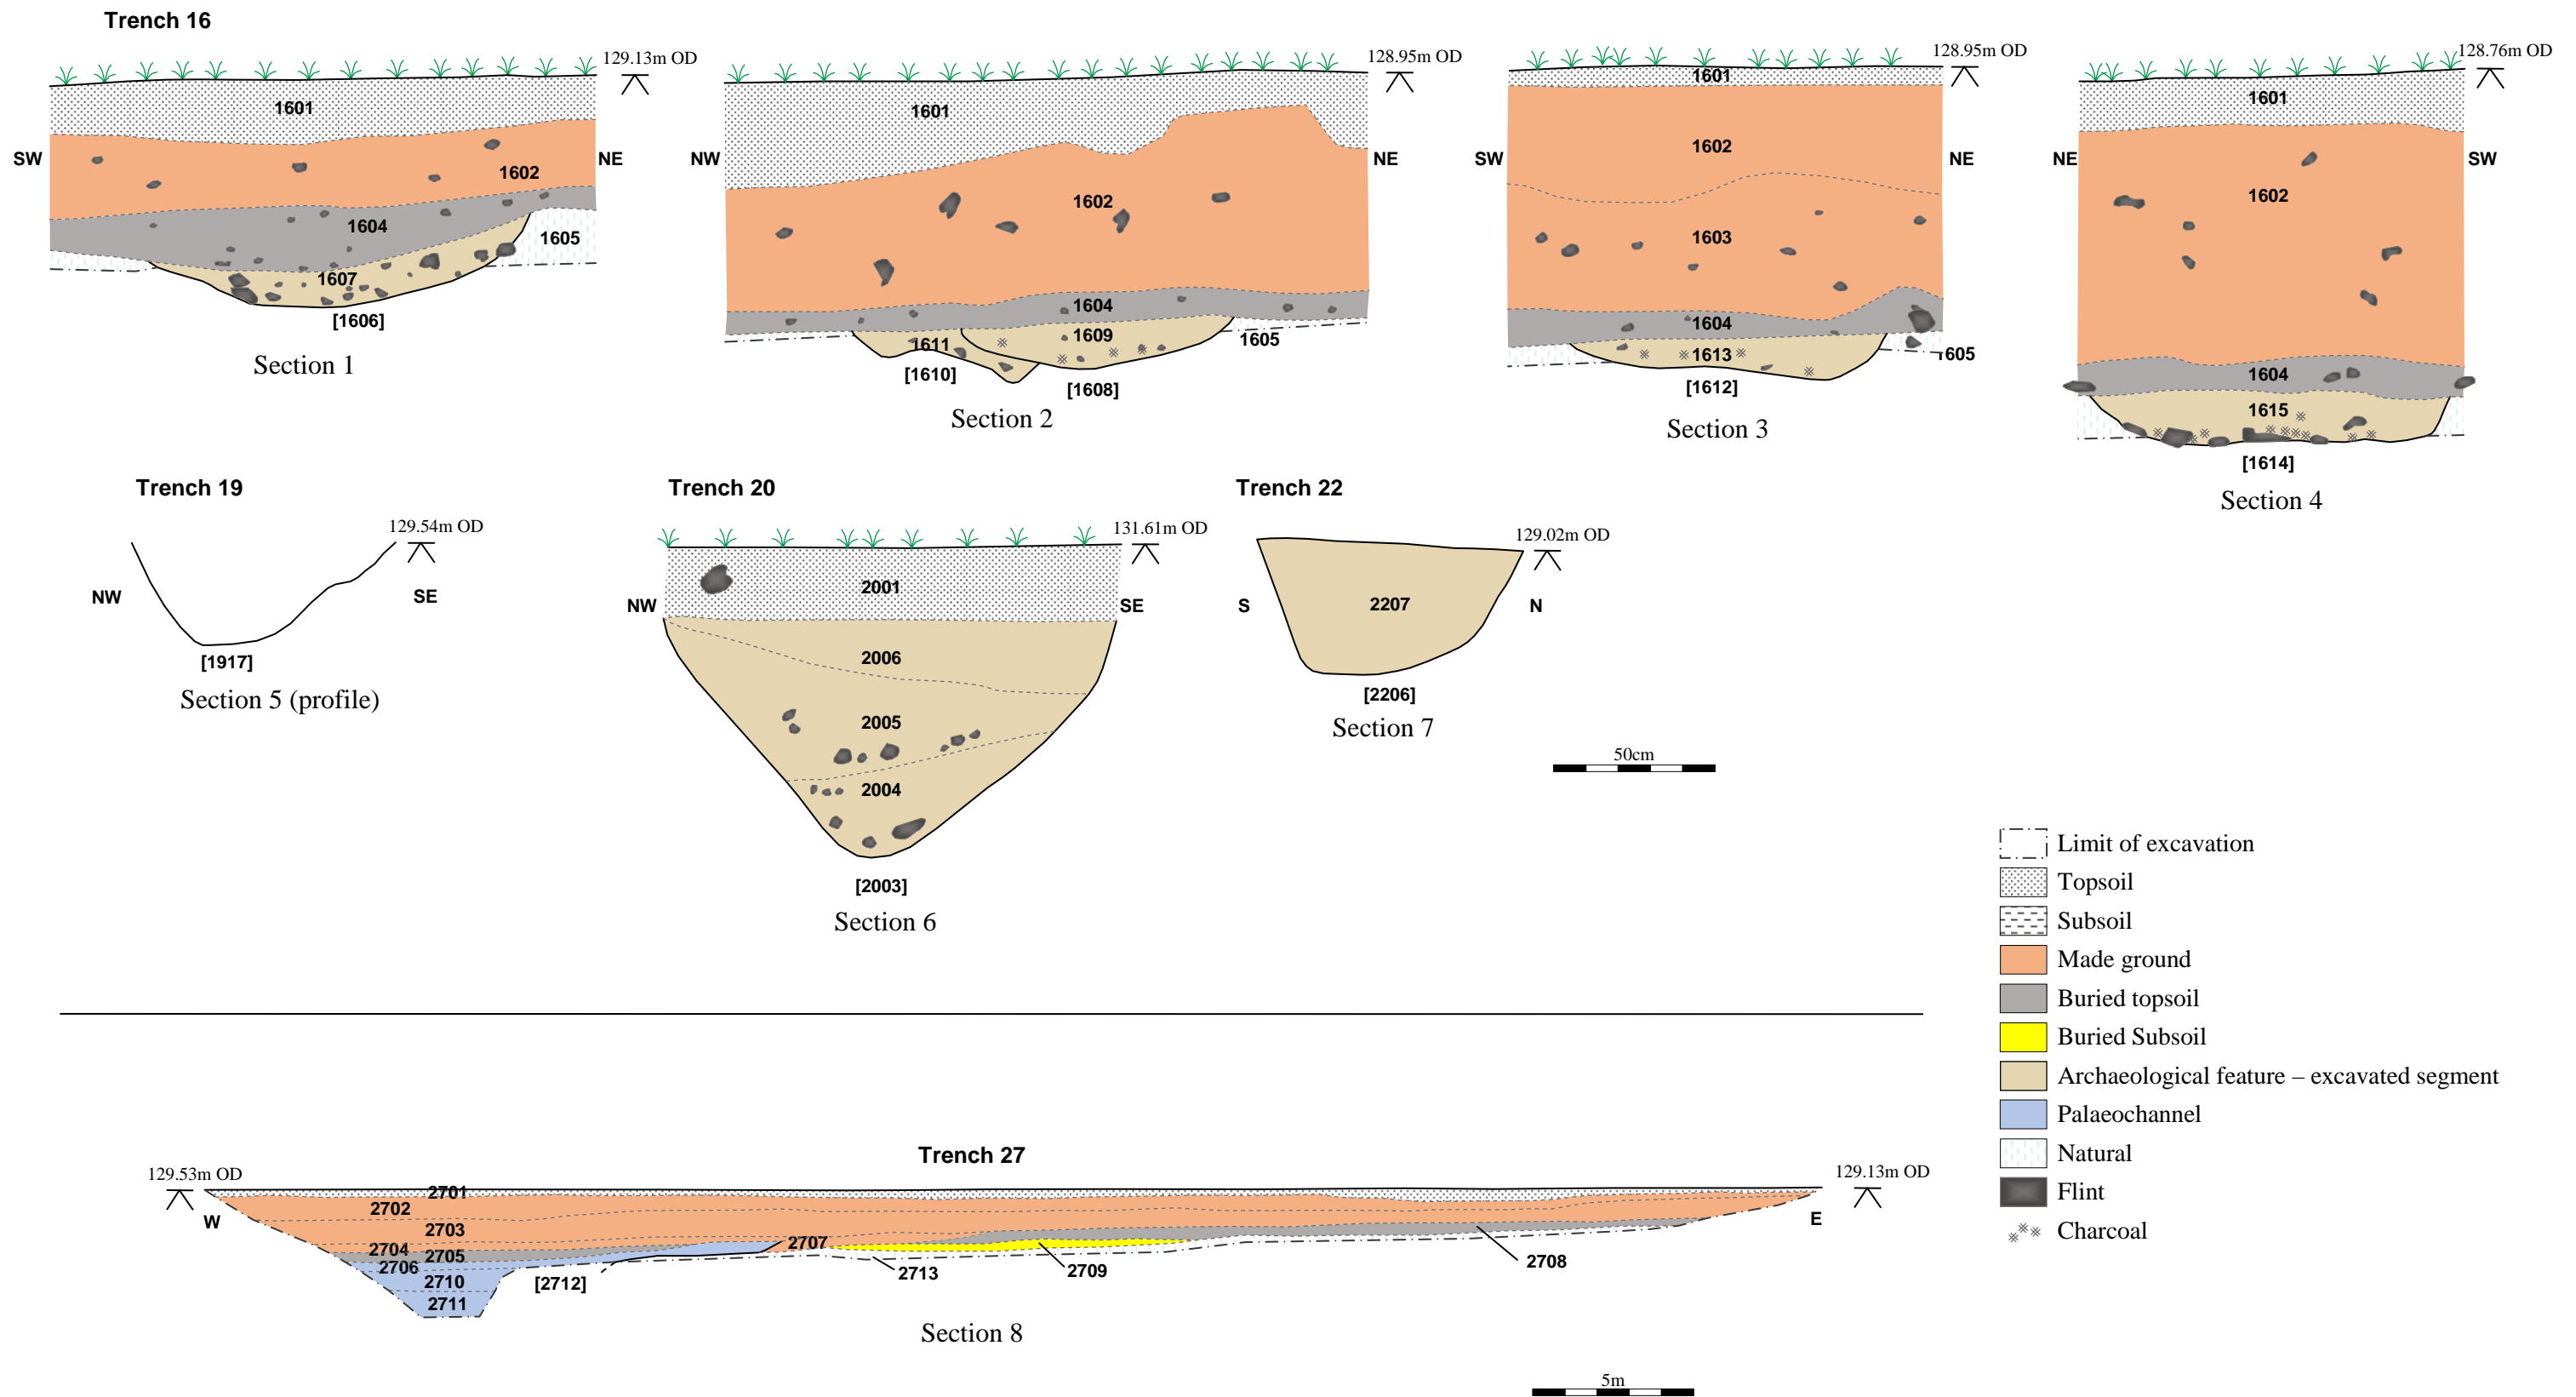 Trench 16
129.13m OD
SW
NE
1601
1602
1604
1605
1607
[1606]
Section 1
128.95m OD
NW
NE
1601
1602
1604
1609
1611
1605
[1610]
[1608]
Section 2
128.95m OD
1601
SW
NE
1602
1603
1604
1613
1605
[1612]
Section 3
128.76m OD
1601
NE
SW
1602
1604
1615
[1614]
Section 4
Trench 19
129.54m OD
NW
SE
[1917]
Section 5 (profile)
Trench 20
131.61m OD
2001
NW
SE
2006
2005
2004
[2003]
Section 6
Trench 22
129.02m OD
S
2207
N
[2206]
Section 7
50cm
Limit of excavation
Topsoil
Subsoil
Made ground
Buried topsoil
Buried Subsoil
Archaeological feature – excavated segment
Palaeochannel
Natural
Flint
Charcoal
Trench 27
129.53m OD
129.13m OD
W
E
2701
2702
2703
2704
2705
2706
2707
2710
2711
[2712]
2713
2709
2708
Section 8
5m